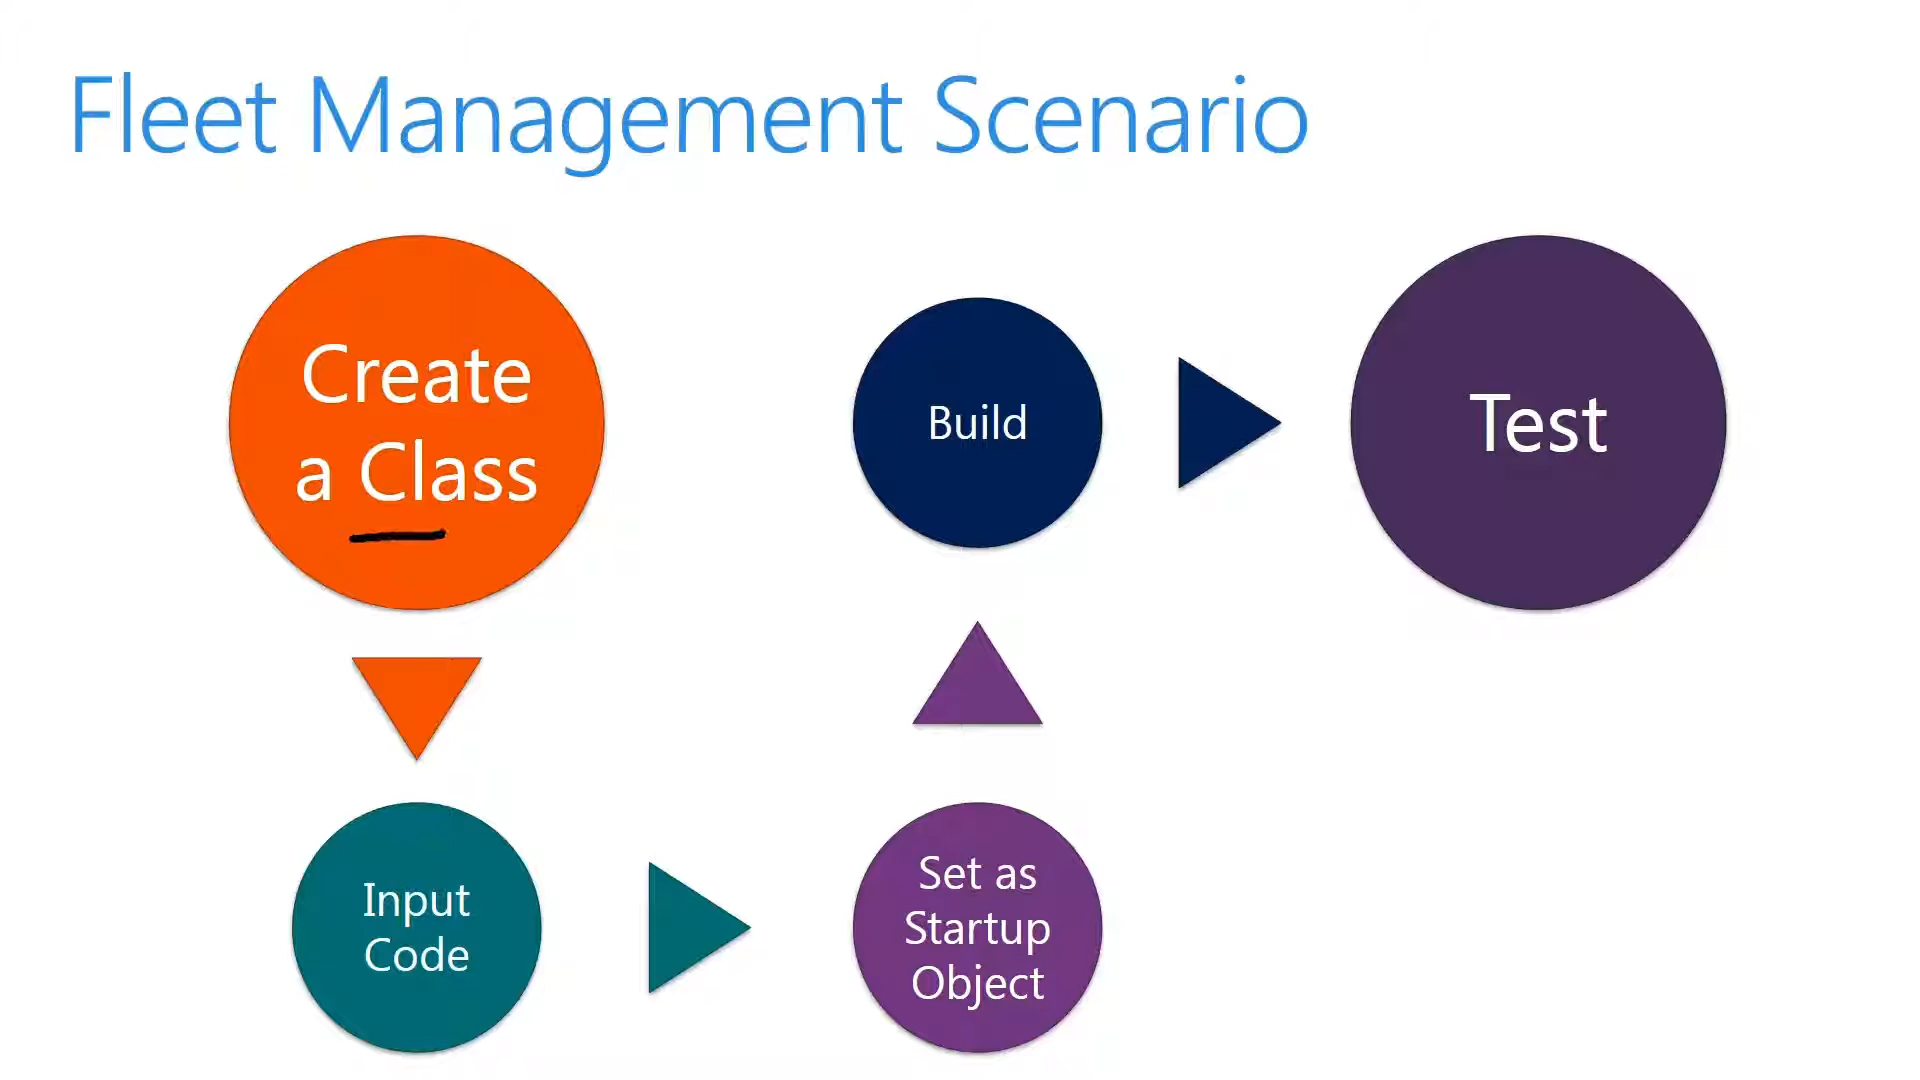 Fleet Management Scenario
Create
a Class
Input
Code
Set as
Startup
Object
Build
Test